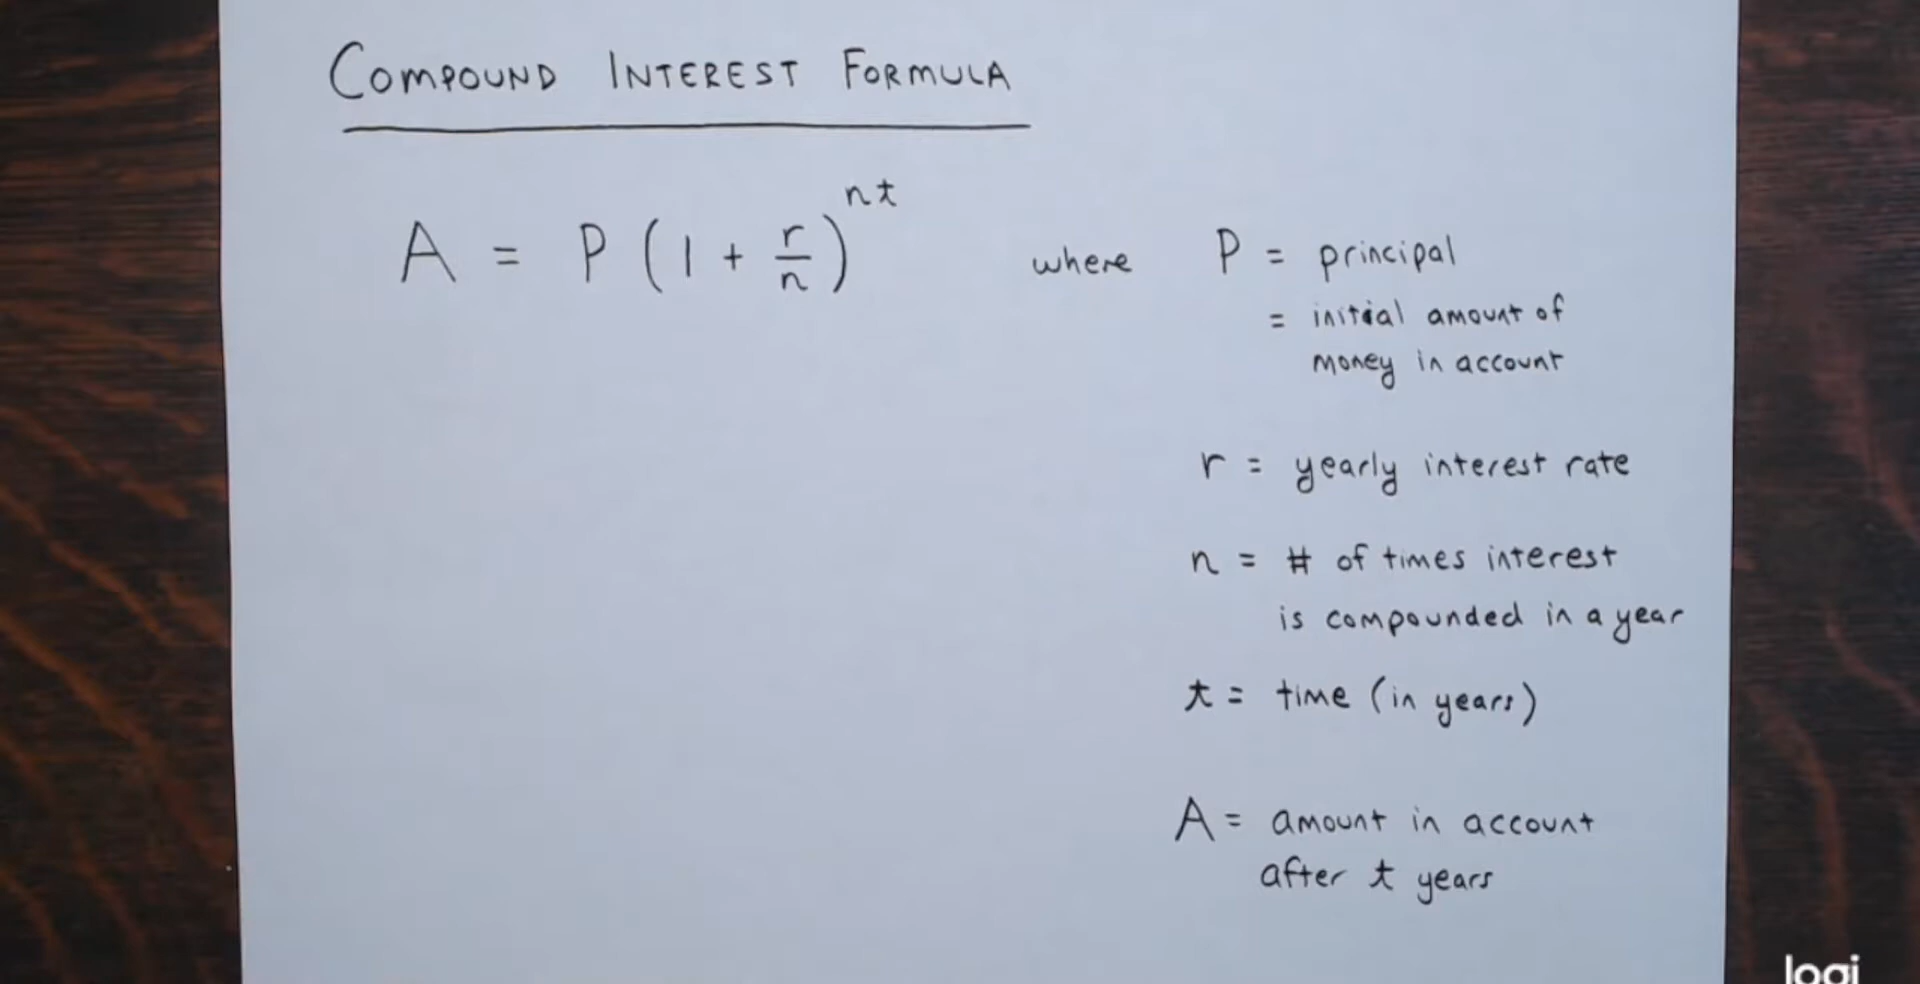 COMPOUND INTEREST FORMULA
A = P (1 + r/n)^nt where P = principal
= initial amount of
money in account
r = yearly interest rate
n = # of times interest
is compounded in a year
t = time (in years)
A = amount in account
after t years
logi